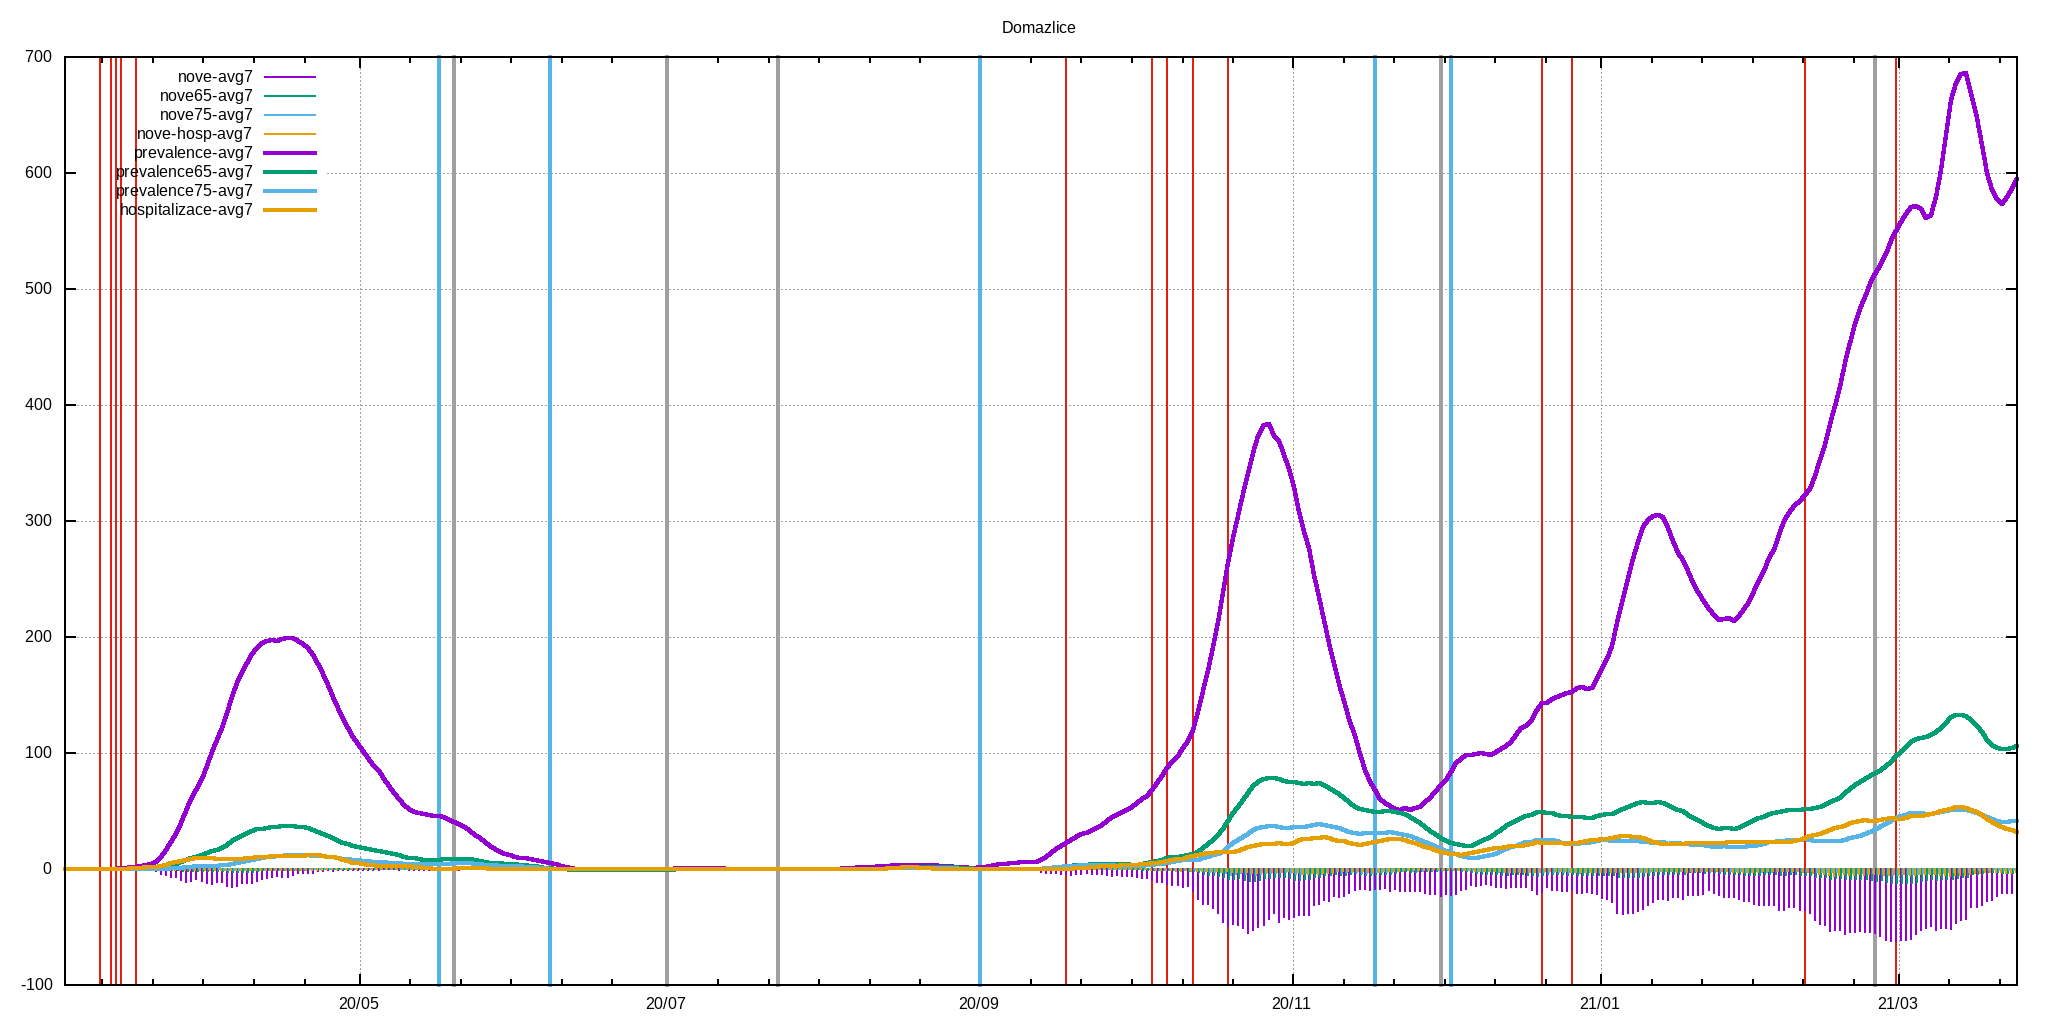 Domazlice
700
600
500
400
300
200
100
0
-100
nove-avg7
nove65-avg7
nove75-avg7
nove-hosp-avg7
prevalence-avg7
prevalence65-avg7
prevalence75-avg7
hospitalizace-avg7
20/05
20/07
20/09
20/11
21/01
21/03